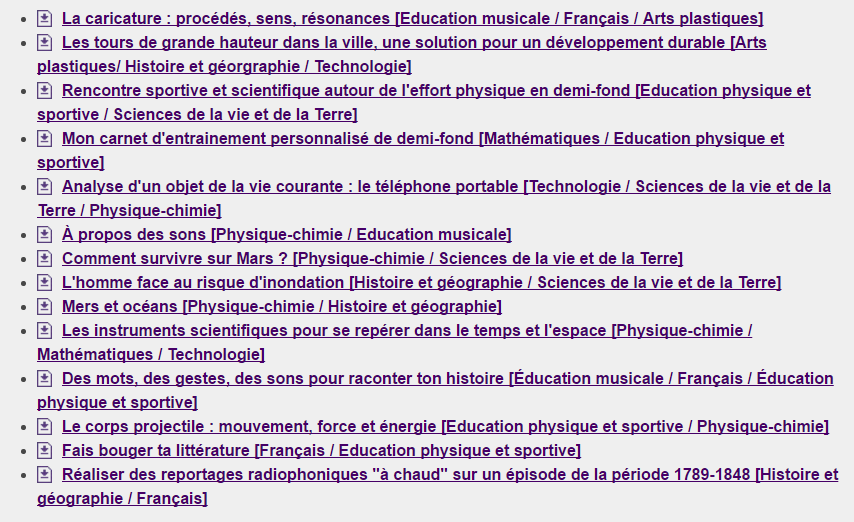 La caricature : procédés, sens, résonances [Education musicale / Français / Arts plastiques]
Les tours de grande hauteur dans la ville, une solution pour un développement durable [Arts
plastiques/ Histoire et géorgraphie / Technologie]
Rencontre sportive et scientifique autour de l'effort physique en demi-fond [Education physique et
sportive / Sciences de la vie et de la Terre]
Mon carnet d'entrainement personnalisé de demi-fond [Mathématiques / Education physique et
sportive]
Analyse d'un objet de la vie courante : le téléphone portable [Technologie / Sciences de la vie et de la
Terre / Physique-chimie]
À propos des sons [Physique-chimie / Education musicale]
Comment survivre sur Mars ? [Physique-chimie / Sciences de la vie et de la Terre]
L'homme face au risque d'inondation [Histoire et géographie / Sciences de la vie et de la Terre]
Mers et océans [Physique-chimie / Histoire et géographie]
Les instruments scientifiques pour se repérer dans le temps et l'espace [Physique-chimie /
Mathématiques / Technologie]
Des mots, des gestes, des sons pour raconter ton histoire [Éducation musicale / Français / Éducation
physique et sportive]
Le corps projectile : mouvement, force et énergie [Education physique et sportive / Physique-chimie]
Fais bouger ta littérature [Français / Education physique et sportive]
Réaliser des reportages radiophoniques "à chaud" sur un épisode de la période 1789-1848 [Histoire et
géographie / Français]